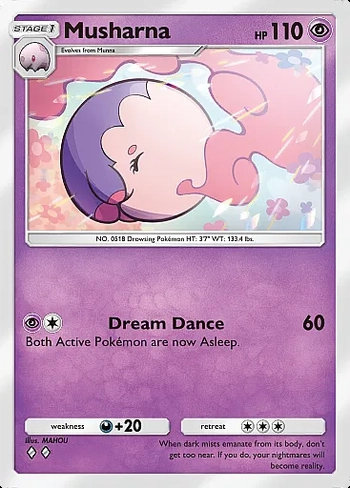 STAGE 1
Musharna
HP 110
Evolves from Munna
NO. 0518 Drowsing Pokémon HT: 3'7" WT: 133.4 lbs.
Dream Dance 60
Both Active Pokémon are now Asleep.
weakness +20
retreat
Illus. MAHOU
When dark mists emanate from its body, don't
get too near. If you do, your nightmares will
become reality.